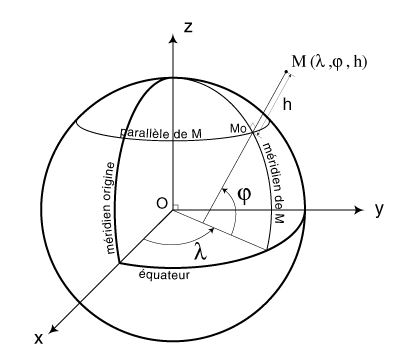 z
M (λ,φ, h)
h
parallèle de M
Mo
méridien origine
méridien de M
φ
O
y
λ
équateur
x